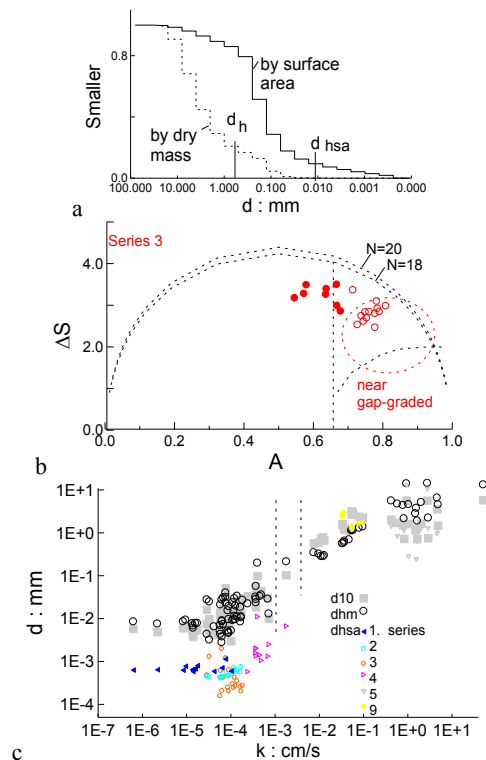 0.8
Smaller
by surface
area
by dry
mass
d h
d hsa
0.0
100.000 10.000 1.000 0.100 0.010 0.001 0.000
d : mm
a
6.0
Series 3
N=20
N=18
4.0
ΔS
2.0
near
gap-graded
0.0
0.0 0.2 0.4 0.6 0.8 1.0
A
b
1E+1
1E+0
1E-1
1E-2
1E-3
1E-4
d : mm
d10
dhm
dhsa 1. series
2
3
4
5
9
1E-7 1E-6 1E-5 1E-4 1E-3 1E-2 1E-1 1E+0 1E+1
k : cm/s
c